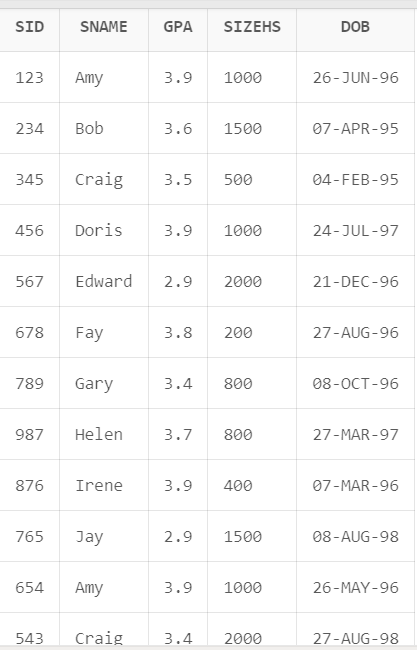 SID SNAME GPA SIZEHS DOB
123 Amy 3.9 1000 26-JUN-96
234 Bob 3.6 1500 07-APR-95
345 Craig 3.5 500 04-FEB-95
456 Doris 3.9 1000 24-JUL-97
567 Edward 2.9 2000 21-DEC-96
678 Fay 3.8 200 27-AUG-96
789 Gary 3.4 800 08-OCT-96
987 Helen 3.7 800 27-MAR-97
876 Irene 3.9 400 07-MAR-96
765 Jay 2.9 1500 08-AUG-98
654 Amy 3.9 1000 26-MAY-96
543 Craig 3.4 2000 27-AUG-98